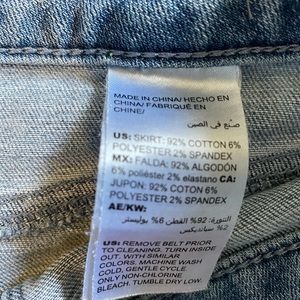 MADE IN CHINA/ HECHO EN
CHINA/ FABRIQUÉ EN
CHINE/
صنع في الصين
US: SKIRT: 92% COTTON 6%
POLYESTER 2% SPANDEX
MX: FALDA: 92% ALGODÓN
6% poliéster 2% elastano CA:
JUPON: 92% COTON 6%
POLYESTER 2% SPANDEX
AE/KW:
التنورة: 92% القطن 6% بوليستر
2% سباندیکس
US: REMOVE BELT PRIOR TO
CLEANING. TURN INSIDE
OUT. WITH SIMILAR
COLORS. MACHINE WASH
COLD, GENTLE CYCLE.
ONLY NON-CHLORINE
BLEACH. TUMBLE DRY LOW.